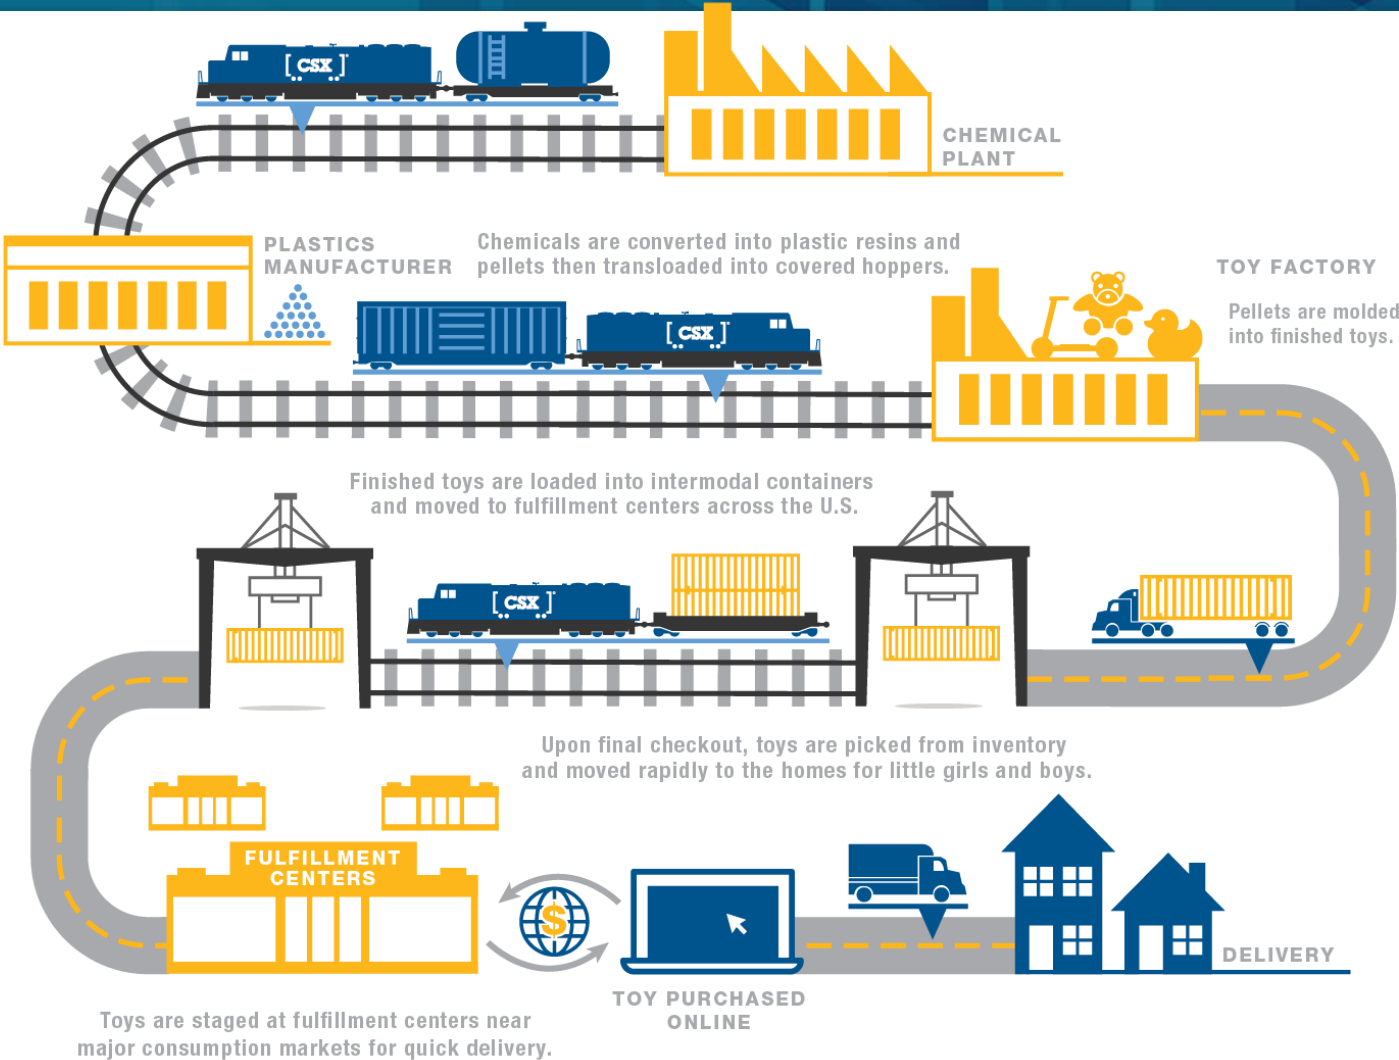 [CSX]
CHEMICAL
PLANT
PLASTICS
MANUFACTURER
Chemicals are converted into plastic resins and
pellets then transloaded into covered hoppers.
TOY FACTORY
Pellets are molded
into finished toys.
[CSX]
Finished toys are loaded into intermodal containers
and moved to fulfillment centers across the U.S.
[CSX]
Upon final checkout, toys are picked from inventory
and moved rapidly to the homes for little girls and boys.
FULFILLMENT
CENTERS
$
DELIVERY
TOY PURCHASED
ONLINE
Toys are staged at fulfillment centers near
major consumption markets for quick delivery.